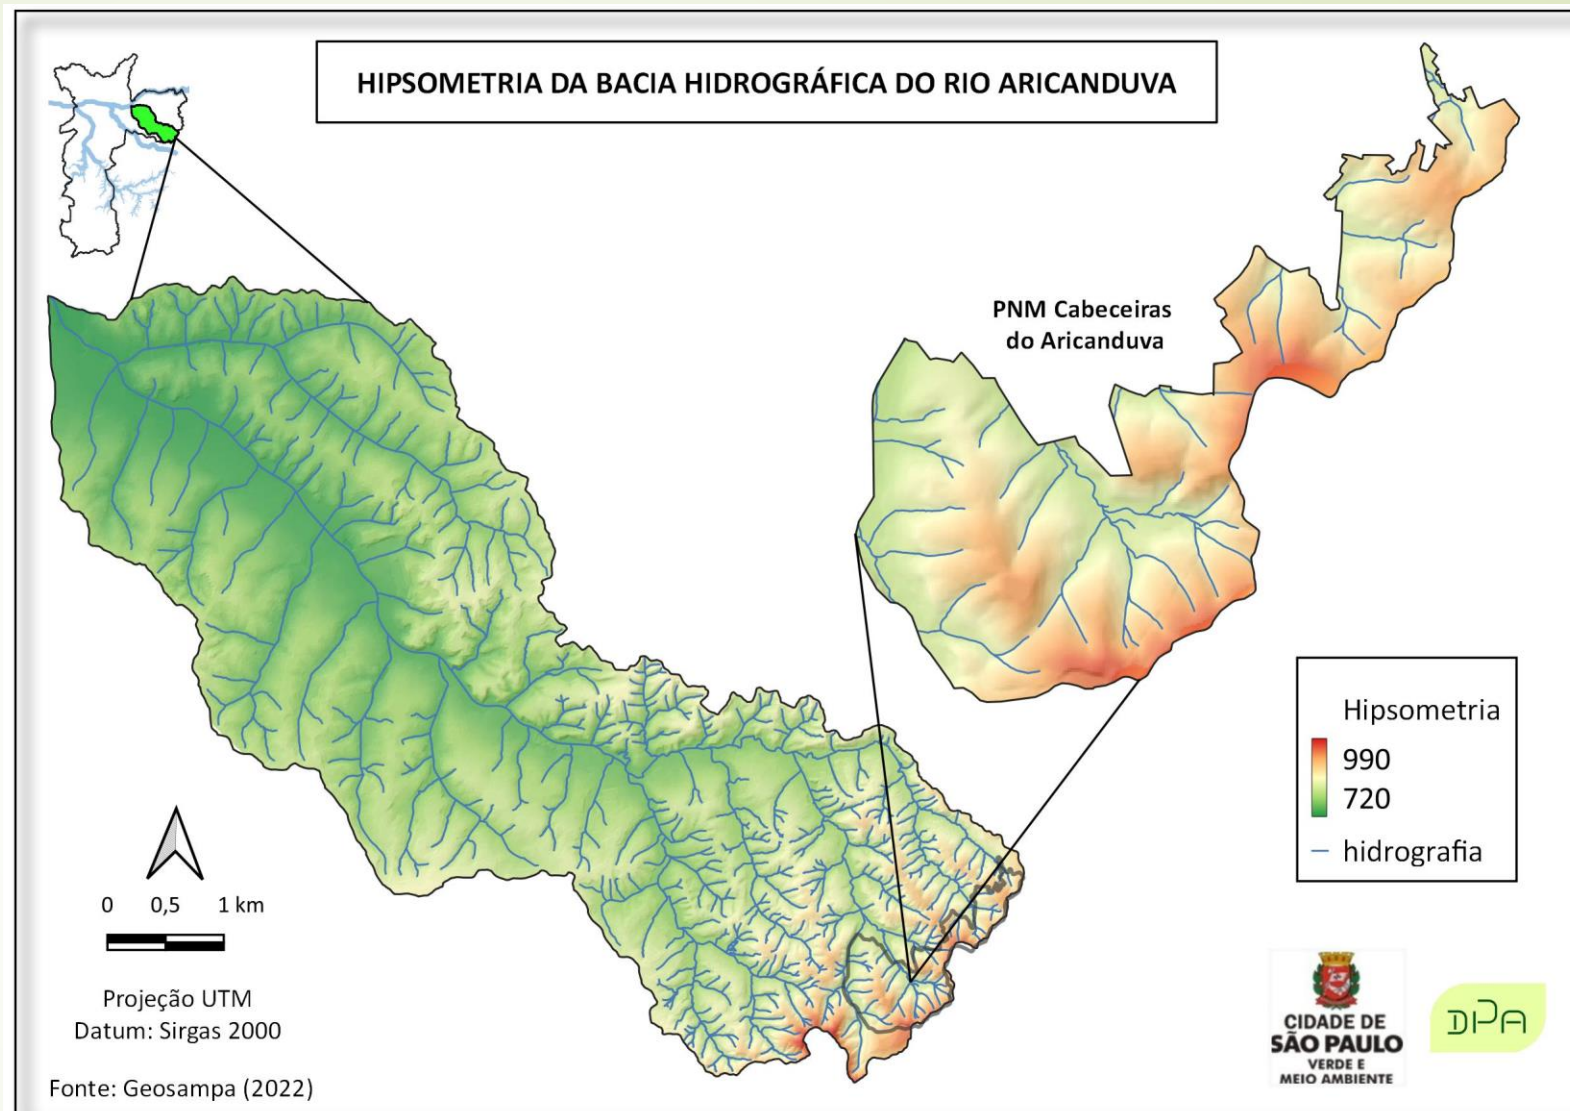 HIPSOMETRIA DA BACIA HIDROGRÁFICA DO RIO ARICANDUVA
PNM Cabeceiras
do Aricanduva
Hipsometria
990
720
hidrografia
0 0,5 1 km
Projeção UTM
Datum: Sirgas 2000
Fonte: Geosampa (2022)
CIDADE DE
SÃO PAULO
VERDE E
MEIO AMBIENTE
DPA